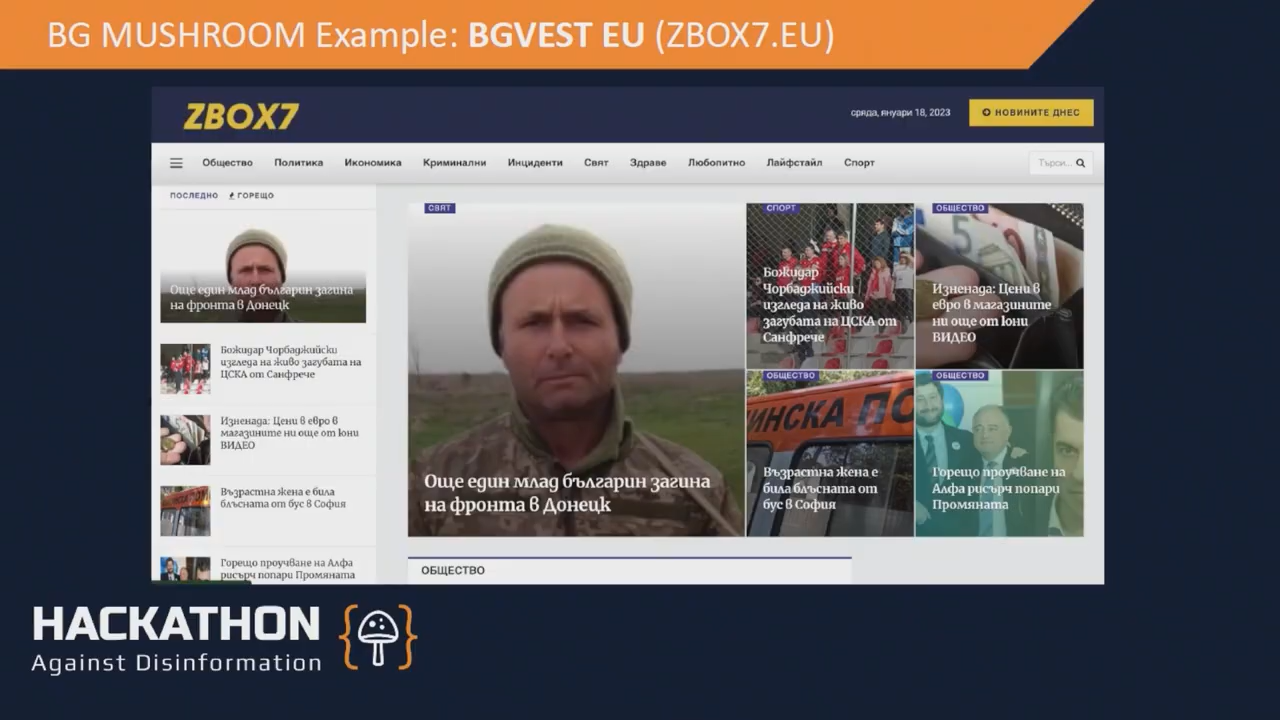 BG MUSHROOM Example: BGVEST EU (ZBOX7.EU)
ZBOX7
сряда, януари 18, 2023
НОВИНИТЕ ДНЕС
Общество Политика Икономика Криминални Инциденти Свят Здраве Любопитно Лайфстайл Спорт
Търси...
ПОСЛЕДНО ГОРЕЩО
Още един млад българин загина
на фронта в Донецк
Божидар Чорбаджийски
изгледа на живо загубата на
ЦСКА от Санфрече
Изненада: Цени в евро в
магазините ни още от юни
ВИДЕО
Възрастна жена е била
блъсната от бус в София
Горещо проучване на Алфа
рисърч попари Промяната
СВЯТ
Още един млад българин загина
на фронта в Донецк
СПОРТ
Божидар
Чорбаджийски
изгледа на живо
загубата на ЦСКА от
Санфрече
ОБЩЕСТВО
5
Изненада: Цени в
евро в магазините
ни още от юни
ВИДЕО
ОБЩЕСТВО
ИНСКА ПО
Възрастна жена е
била блъсната от
бус в София
ОБЩЕСТВО
Горещо проучване на
Алфа рисърч попари
Промяната
ОБЩЕСТВО
HACKATHON
Against Disinformation